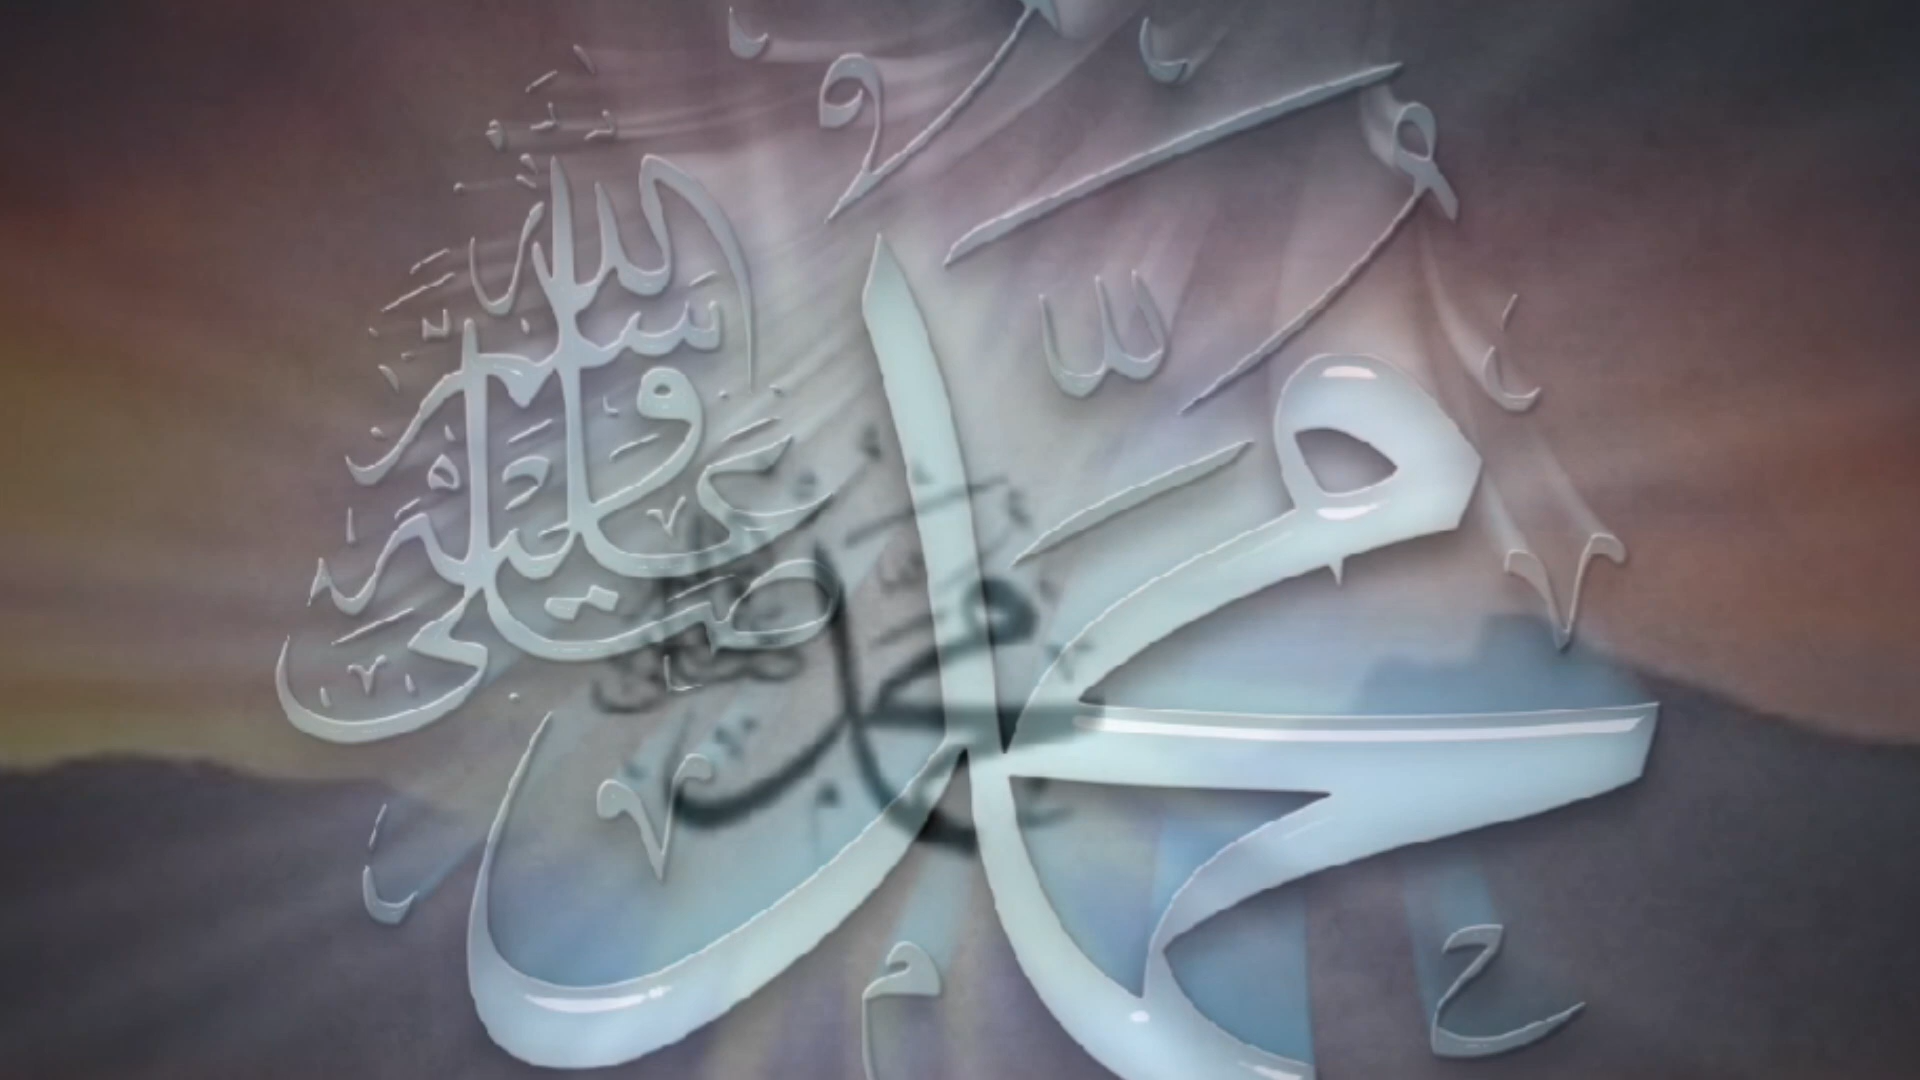 محمد
صلى الله عليه وسلم